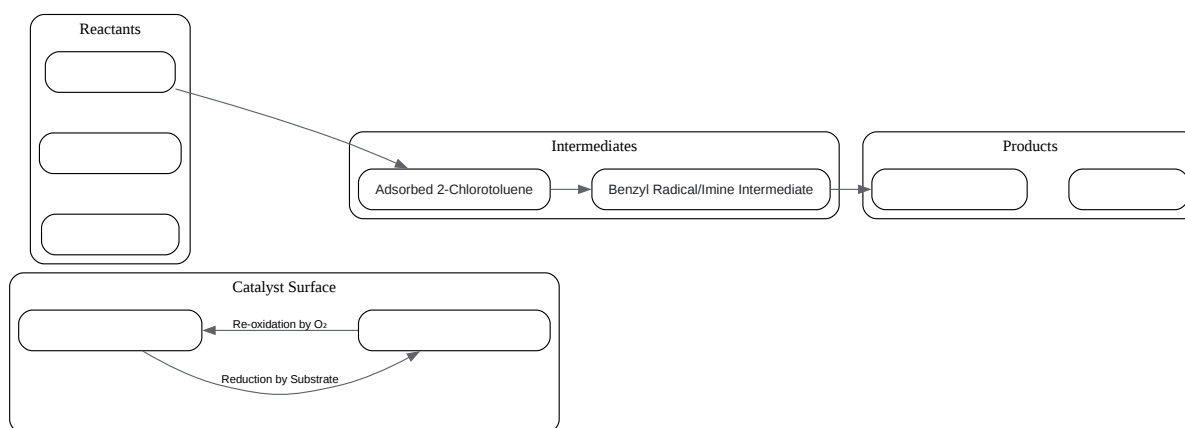 Reactants
Intermediates
Adsorbed 2-Chlorotoluene
Benzyl Radical/Imine Intermediate
Products
Catalyst Surface
Re-oxidation by O₂
Reduction by Substrate